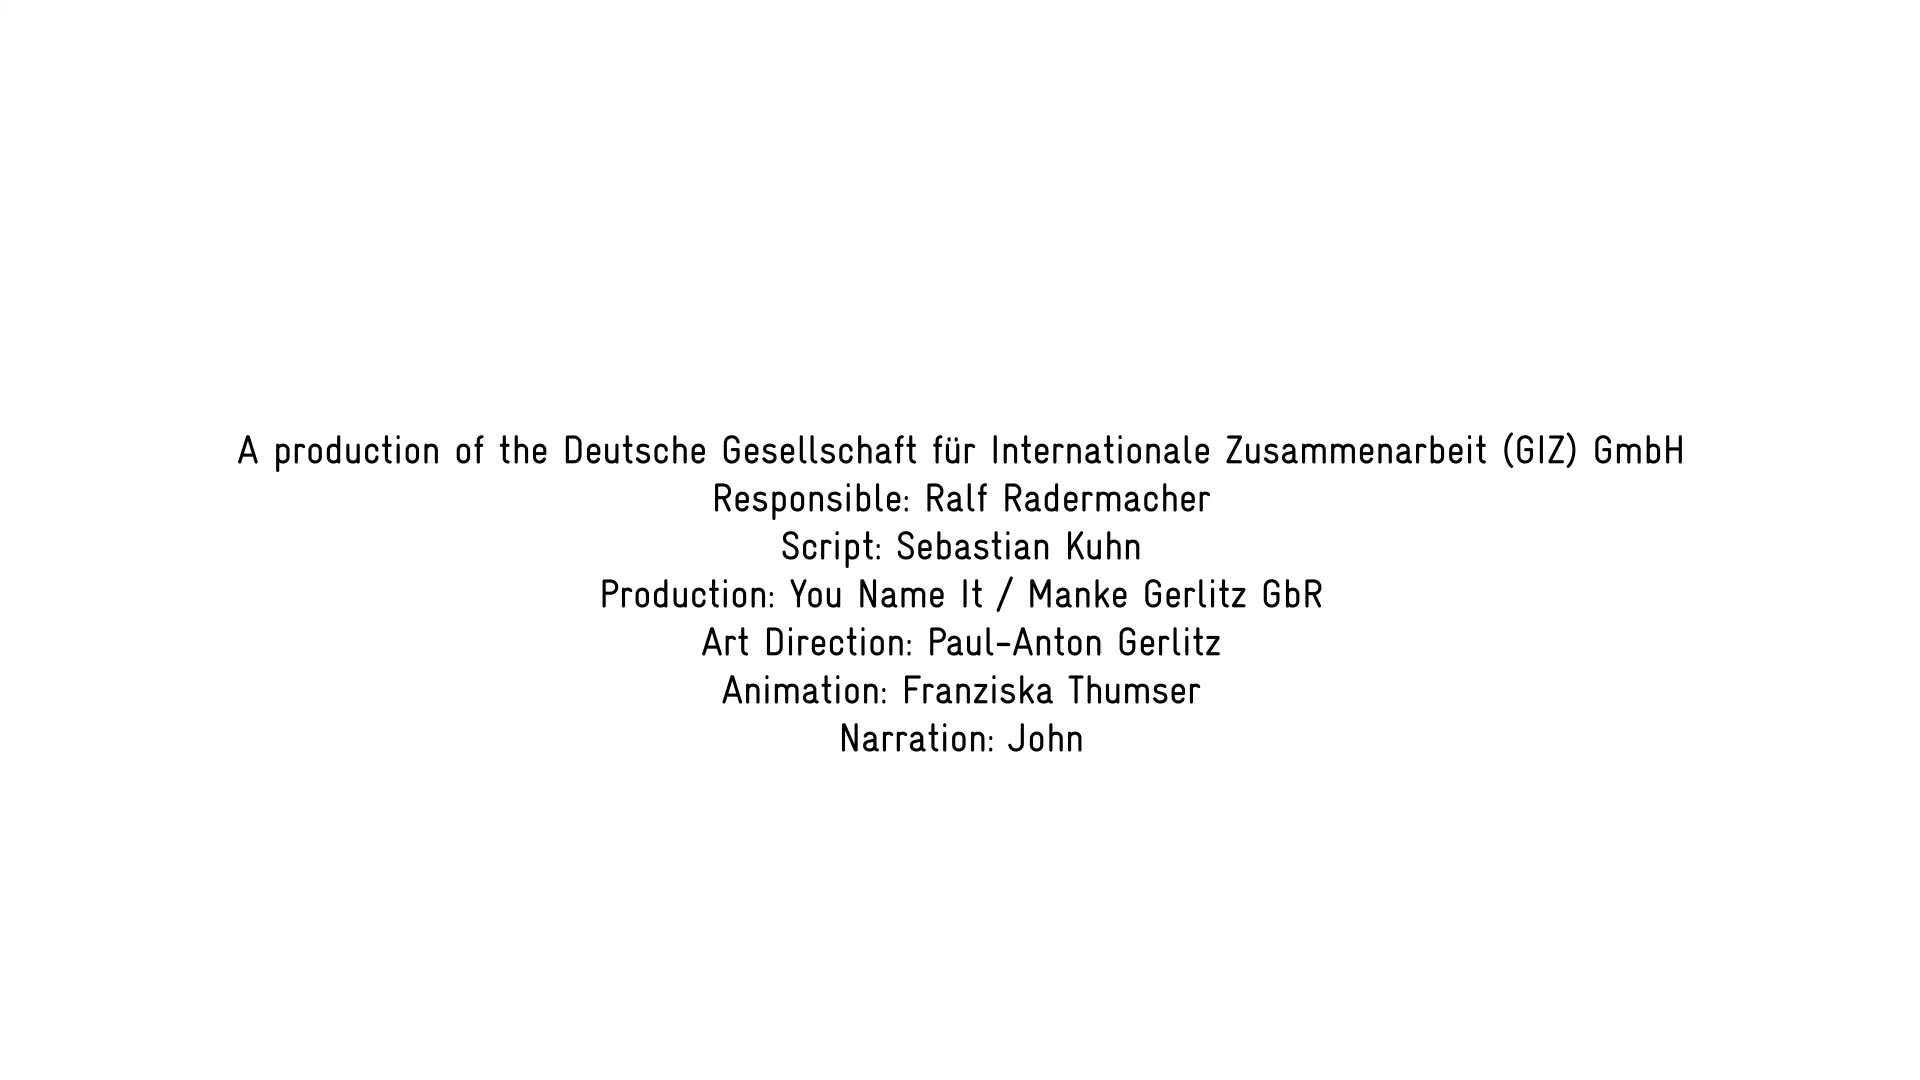 A production of the Deutsche Gesellschaft für Internationale Zusammenarbeit (GIZ) GmbH
Responsible: Ralf Radermacher
Script: Sebastian Kuhn
Production: You Name It / Manke Gerlitz GbR
Art Direction: Paul-Anton Gerlitz
Animation: Franziska Thumser
Narration: John